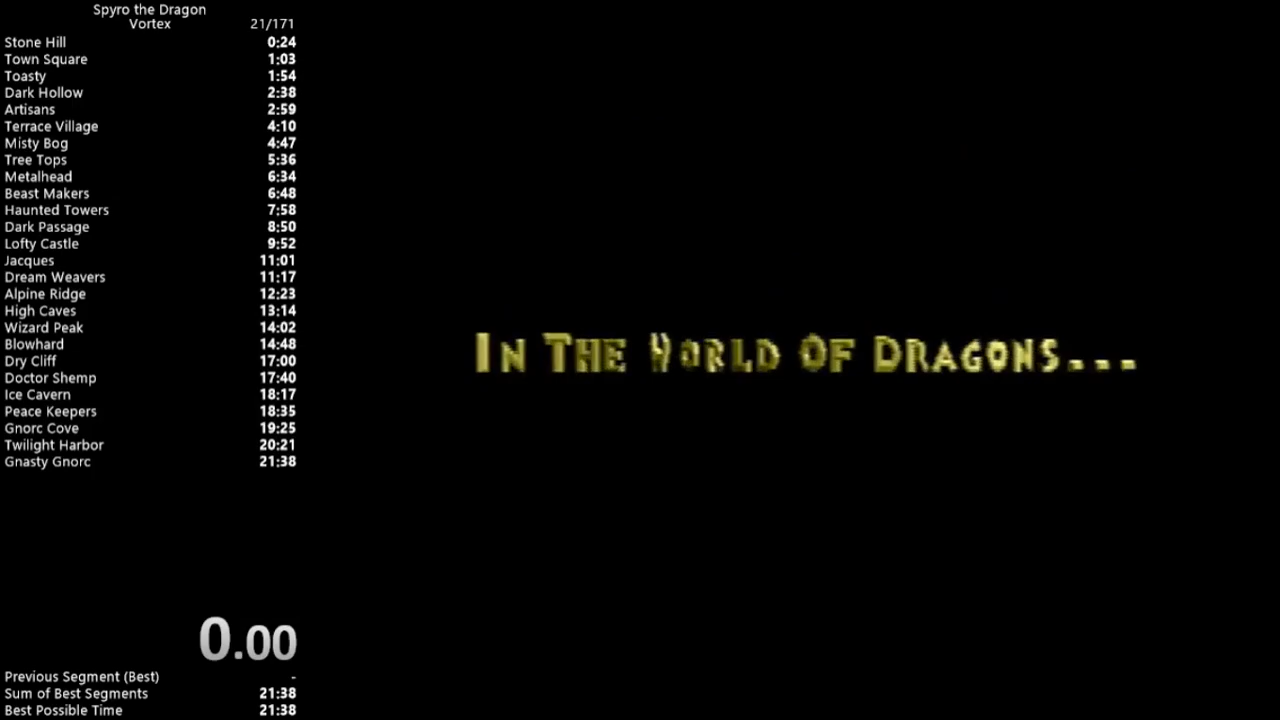 Spyro the Dragon
Vortex 21/171
Stone Hill 0:24
Town Square 1:03
Toasty 1:54
Dark Hollow 2:38
Artisans 2:59
Terrace Village 4:10
Misty Bog 4:47
Tree Tops 5:36
Metalhead 6:34
Beast Makers 6:48
Haunted Towers 7:58
Dark Passage 8:50
Lofty Castle 9:52
Jacques 11:01
Dream Weavers 11:17
Alpine Ridge 12:23
High Caves 13:14
Wizard Peak 14:02
Blowhard 14:48
Dry Cliff 17:00
Doctor Shemp 17:40
Ice Cavern 18:17
Peace Keepers 18:35
Gnorc Cove 19:25
Twilight Harbor 20:21
Gnasty Gnorc 21:38
IN THE WORLD OF DRAGONS...
0.00
Previous Segment (Best) -
Sum of Best Segments 21:38
Best Possible Time 21:38